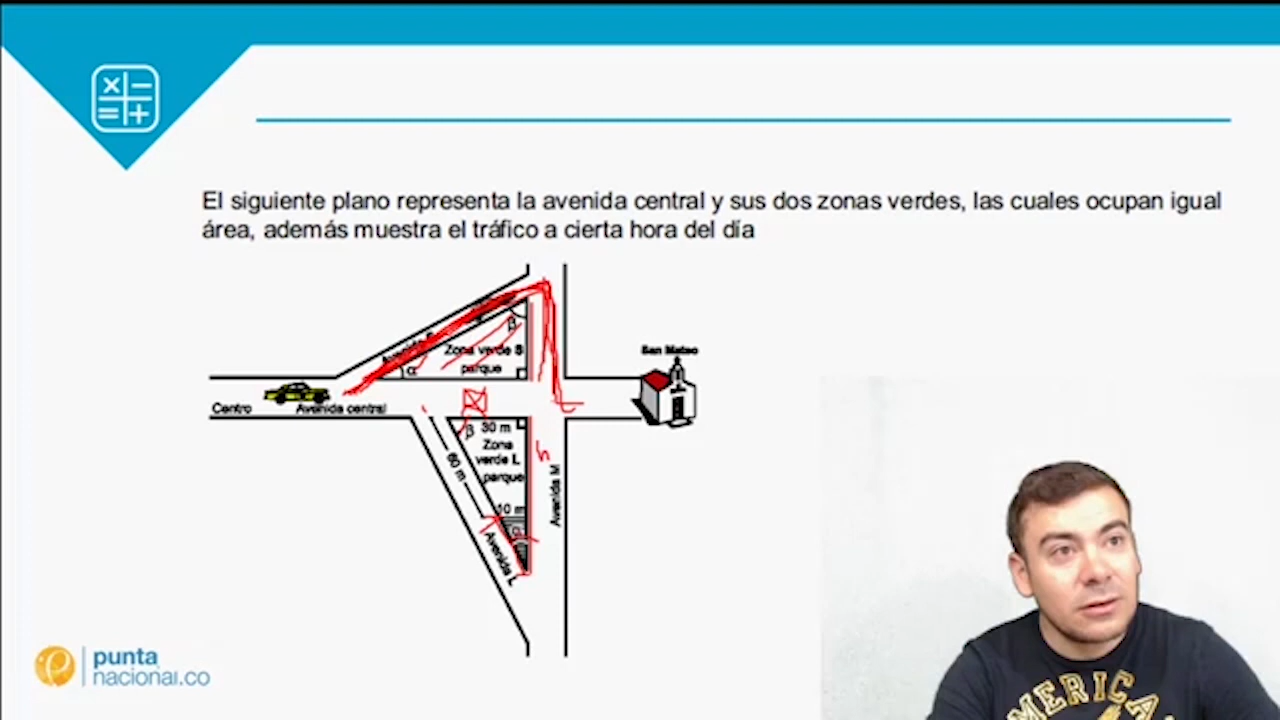 El siguiente plano representa la avenida central y sus dos zonas verdes, las cuales ocupan igual
área, además muestra el tráfico a cierta hora del día
San Mateo
β
Zona verde S
α
parque
Centro
Avenida central
β
30 m
Zona
verde L
parque
60 m
h
Avenida M
10 m
α
Avenida L
punta
nacional.co
MERICA